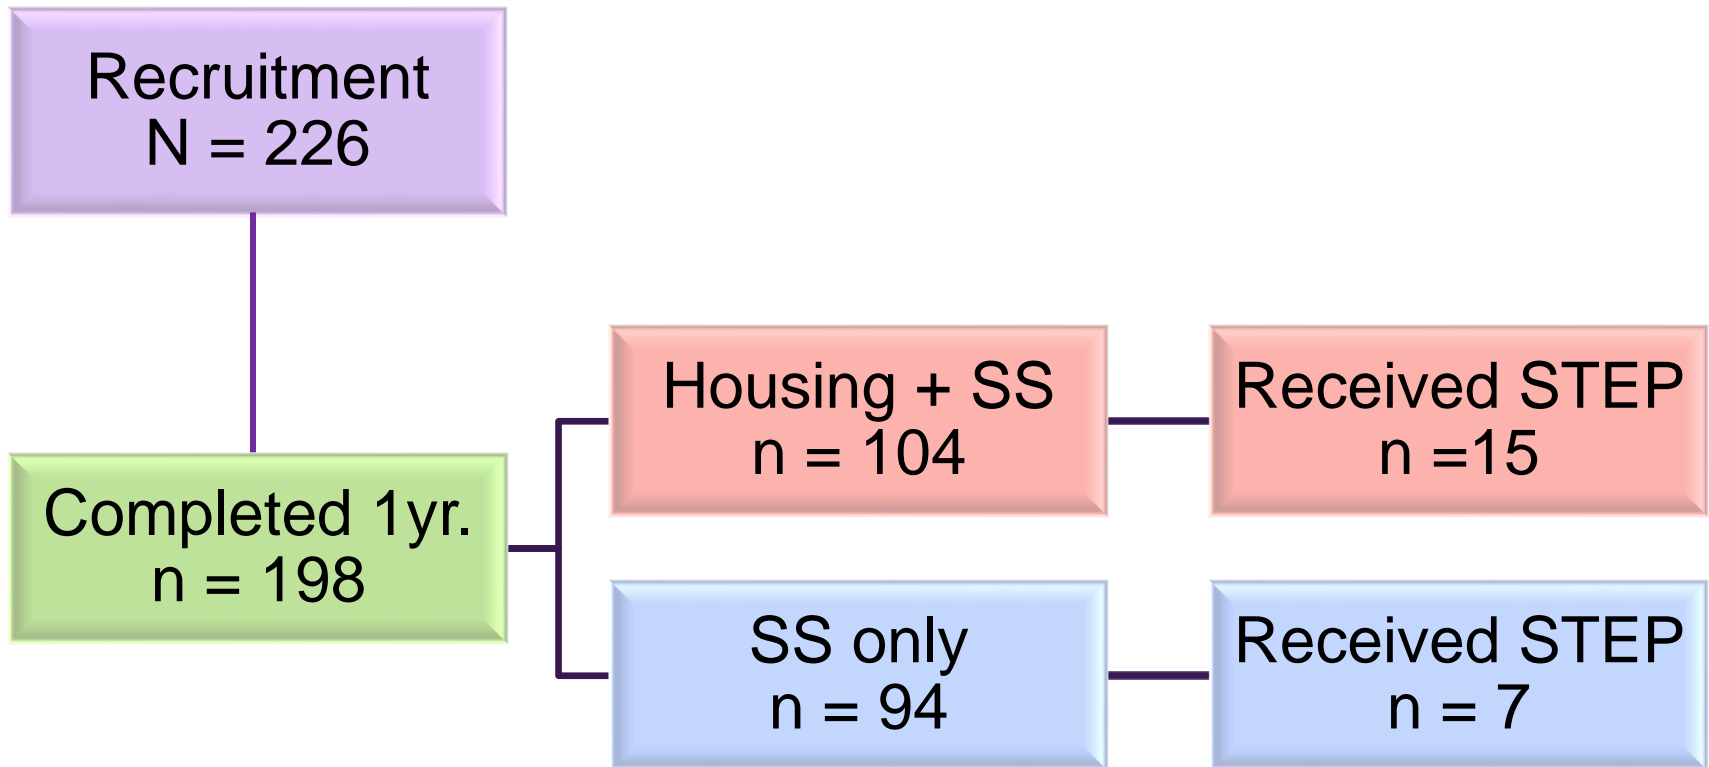 Recruitment
N = 226
Completed 1yr.
n = 198
Housing + SS
n = 104
Received STEP
n =15
SS only
n = 94
Received STEP
n = 7